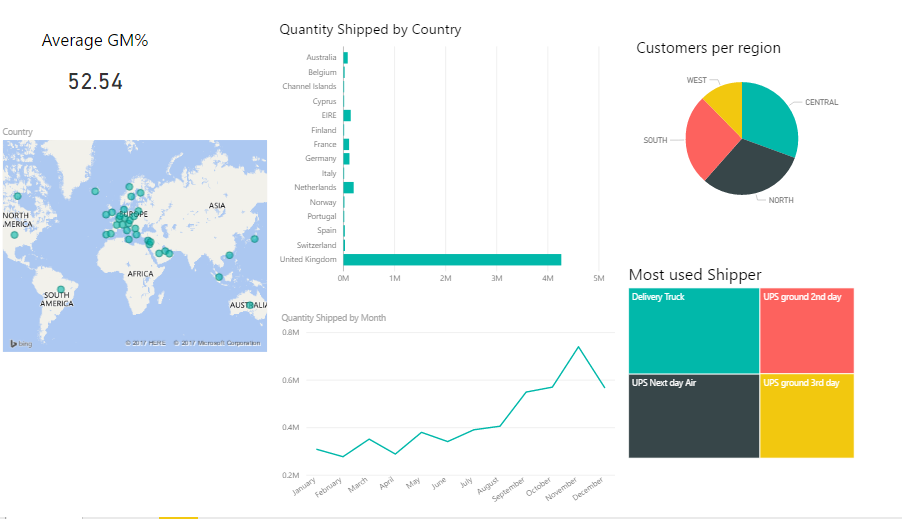 Average GM%
52.54
Country
NORTH
AMERICA
EUROPE
ASIA
AFRICA
SOUTH
AMERICA
AUSTRALIA
bing
© 2017 HERE © 2017 Microsoft Corporation
Quantity Shipped by Country
Australia
Belgium
Channel Islands
Cyprus
EIRE
Finland
France
Germany
Italy
Netherlands
Norway
Portugal
Spain
Switzerland
United Kingdom
0M 1M 2M 3M 4M 5M
Quantity Shipped by Month
0.8M
0.6M
0.4M
0.2M
January February March April May June July August September October November December
Customers per region
WEST
CENTRAL
SOUTH
NORTH
Most used Shipper
Delivery Truck
UPS ground 2nd day
UPS Next day Air
UPS ground 3rd day